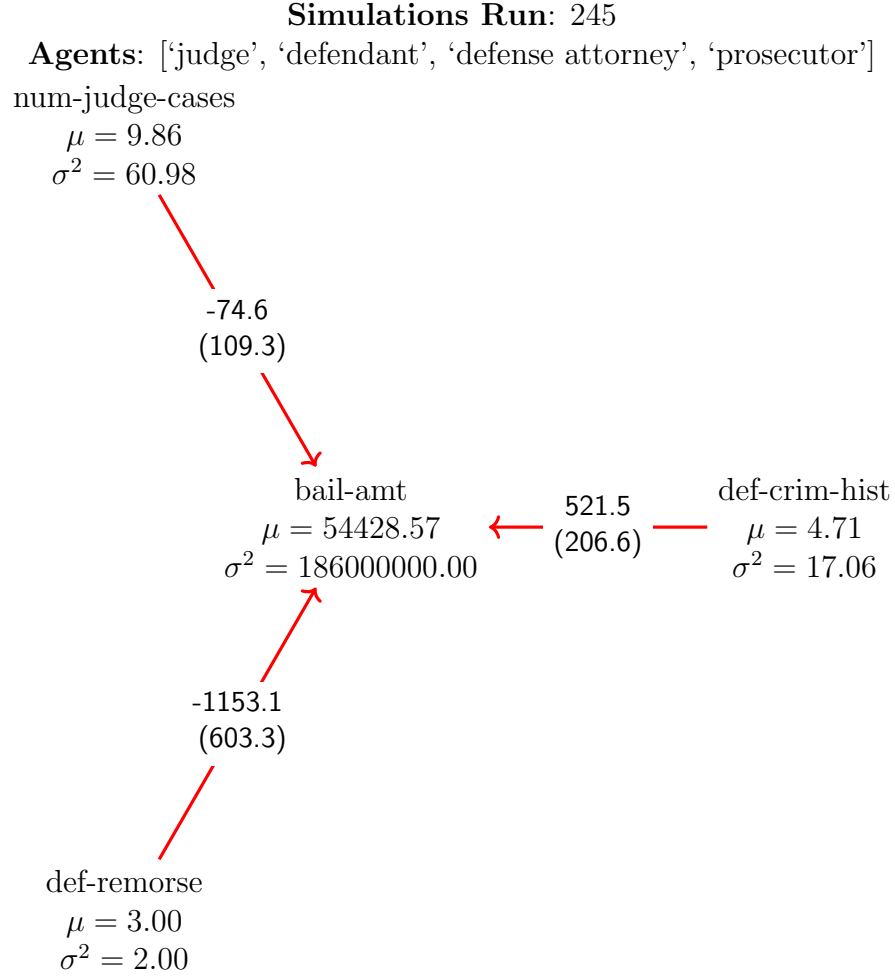 Simulations Run: 245
Agents: [‘judge’, ‘defendant’, ‘defense attorney’, ‘prosecutor’]
num-judge-cases
μ = 9.86
σ² = 60.98
-74.6
(109.3)
bail-amt
μ = 54428.57
σ² = 186000000.00
521.5
(206.6)
def-crim-hist
μ = 4.71
σ² = 17.06
-1153.1
(603.3)
def-remorse
μ = 3.00
σ² = 2.00